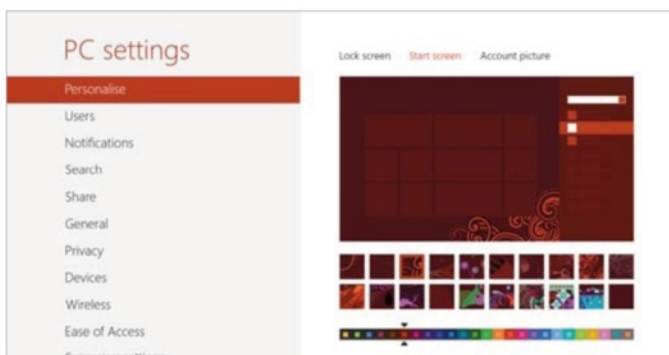 PC settings
Lock screen Start screen Account picture
Personalise
Users
Notifications
Search
Share
General
Privacy
Devices
Wireless
Ease of Access